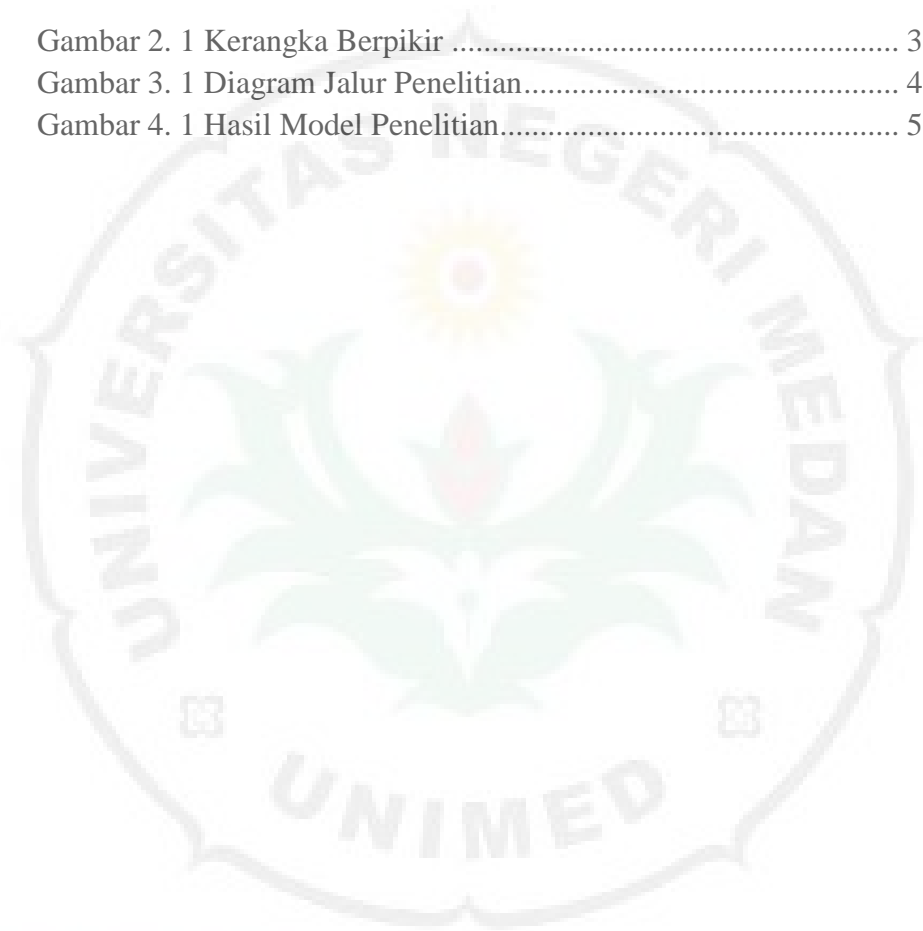 Gambar 2. 1 Kerangka Berpikir ...................................................... 3
Gambar 3. 1 Diagram Jalur Penelitian............................................. 4
Gambar 4. 1 Hasil Model Penelitian................................................ 5
UNIVERSITAS NEGERI MEDAN
UNIMED